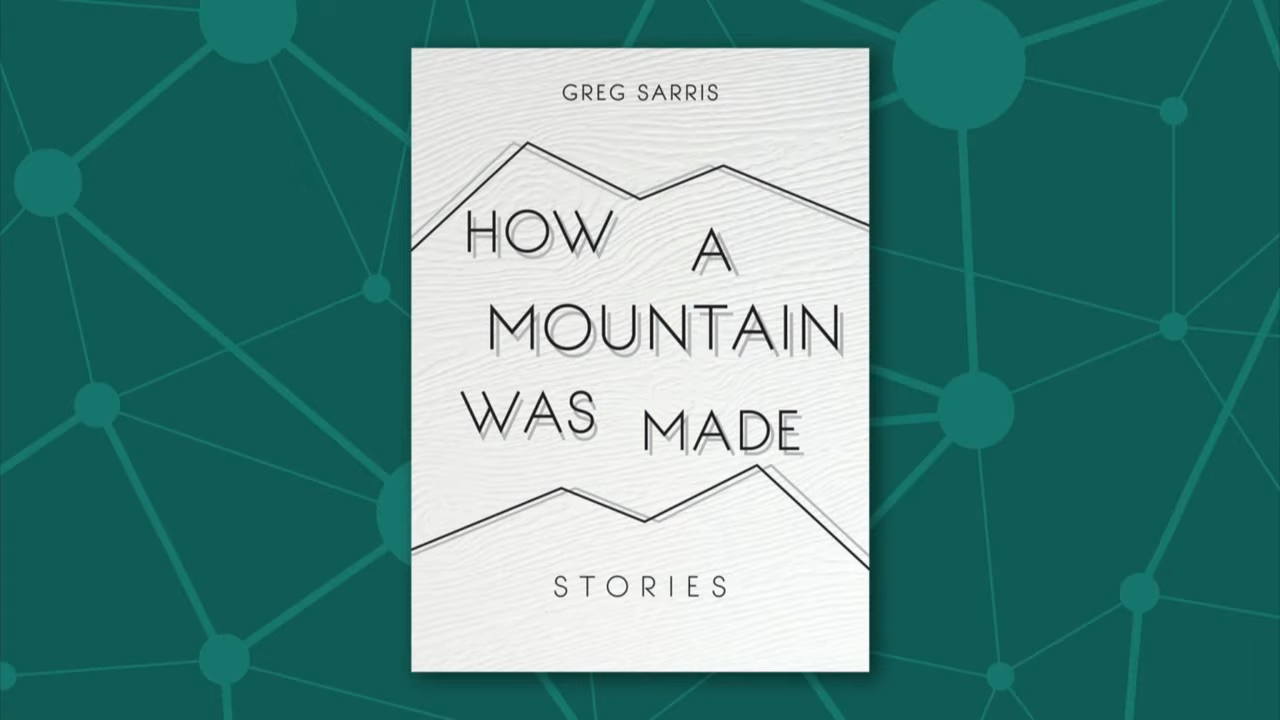 GREG SARRIS
HOW A
MOUNTAIN
WAS MADE
STORIES